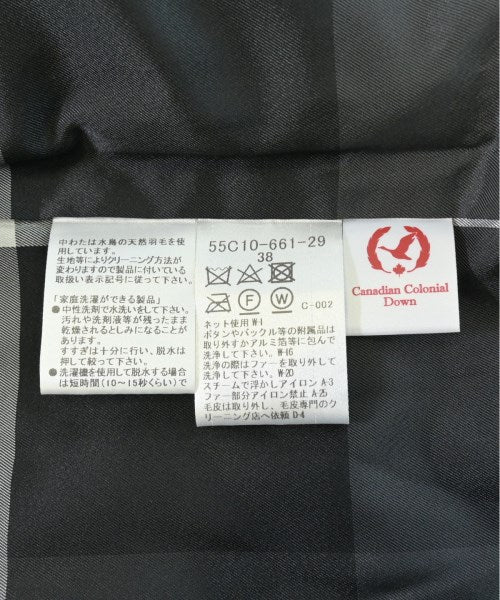 中わたは水鳥の天然羽毛を使
用しています。
生地等によりクリーニング方法が
変わりますので製品に付いている
取扱い表示記号に従って下さい。
「家庭洗濯ができる製品」
●中性洗剤で水洗いをして下さい。
汚れや洗剤液等が残ったまま
乾燥されるとしみになることが
あります。
すすぎは十分に行い、脱水は
押して絞って下さい。
●洗濯機を使用して脱水する場合
は短時間(10~15秒くらい)で
55C10-661-29
38
F W
C-002
ネット使用 W-1
ボタンやバックル等の附属品は
取り外すかアルミ箔等に包んで
洗浄して下さい。W-16
洗浄の際はファーを取り外して
洗浄して下さい。W-20
スチームで浮かしアイロン A-3
ファー部分アイロン禁止 A-25
毛皮は取り外し、毛皮専門のク
リーニング店へ依頼 D-4
Canadian Colonial
Down